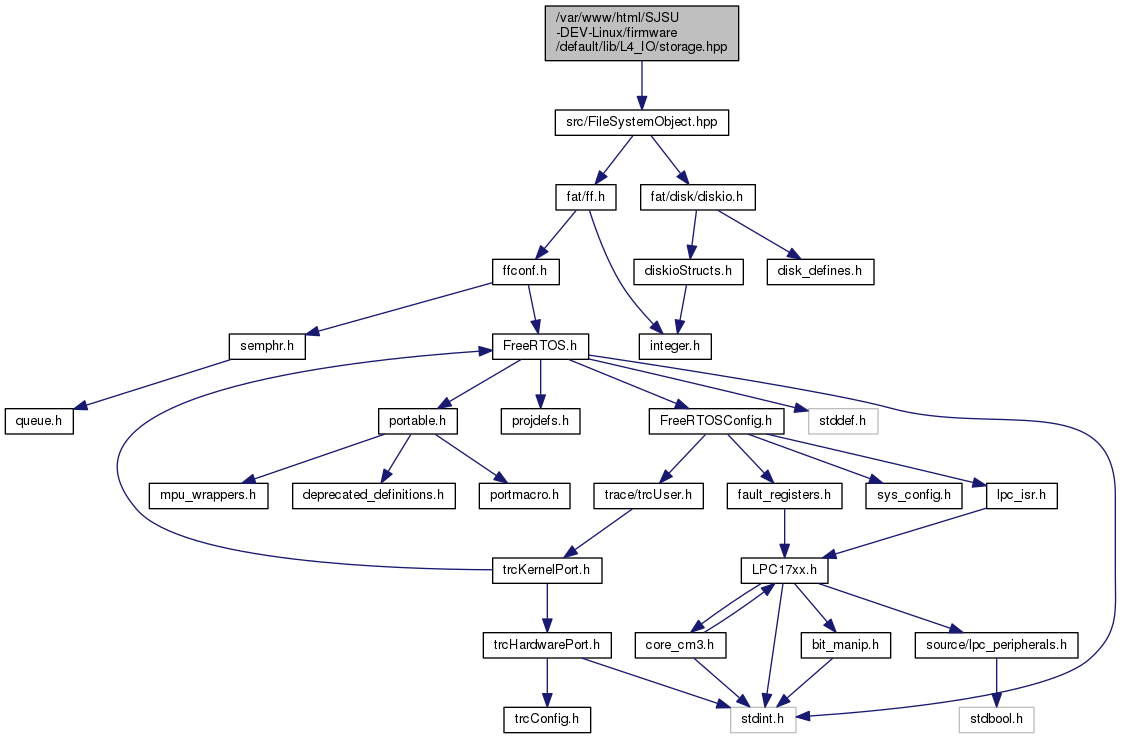 /var/www/html/SJSU
-DEV-Linux/firmware
/default/lib/L4_IO/storage.hpp
src/FileSystemObject.hpp
fat/ff.h
fat/disk/diskio.h
ffconf.h
diskioStructs.h
disk_defines.h
semphr.h
FreeRTOS.h
integer.h
queue.h
portable.h
projdefs.h
FreeRTOSConfig.h
stddef.h
mpu_wrappers.h
deprecated_definitions.h
portmacro.h
trace/trcUser.h
fault_registers.h
sys_config.h
lpc_isr.h
trcKernelPort.h
LPC17xx.h
trcHardwarePort.h
core_cm3.h
bit_manip.h
source/lpc_peripherals.h
trcConfig.h
stdint.h
stdbool.h